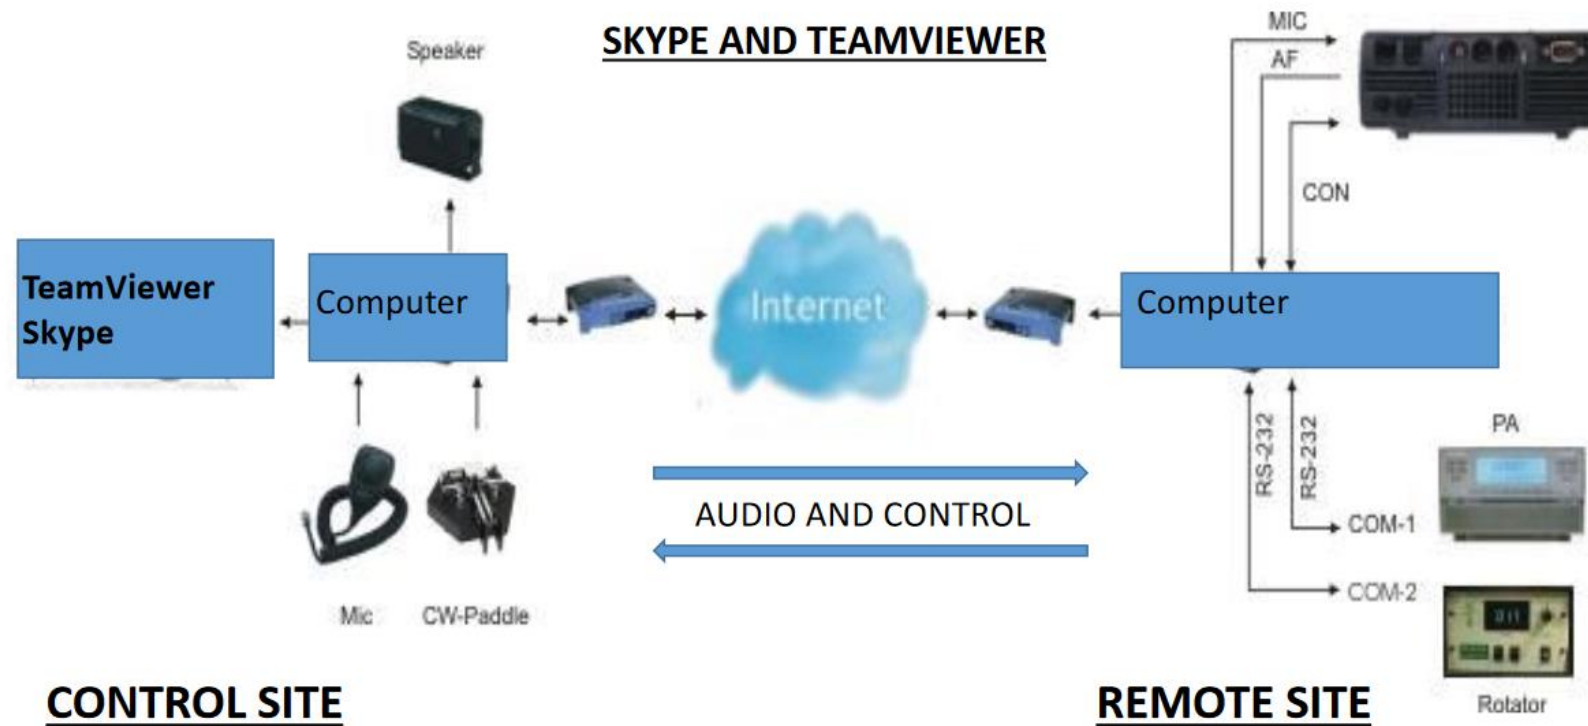 SKYPE AND TEAMVIEWER
Speaker
MIC
AF
CON
TeamViewer
Skype
Computer
Internet
Computer
RS-232
RS-232
PA
AUDIO AND CONTROL
COM-1
COM-2
Mic
CW-Paddle
CONTROL SITE
REMOTE SITE
Rotator